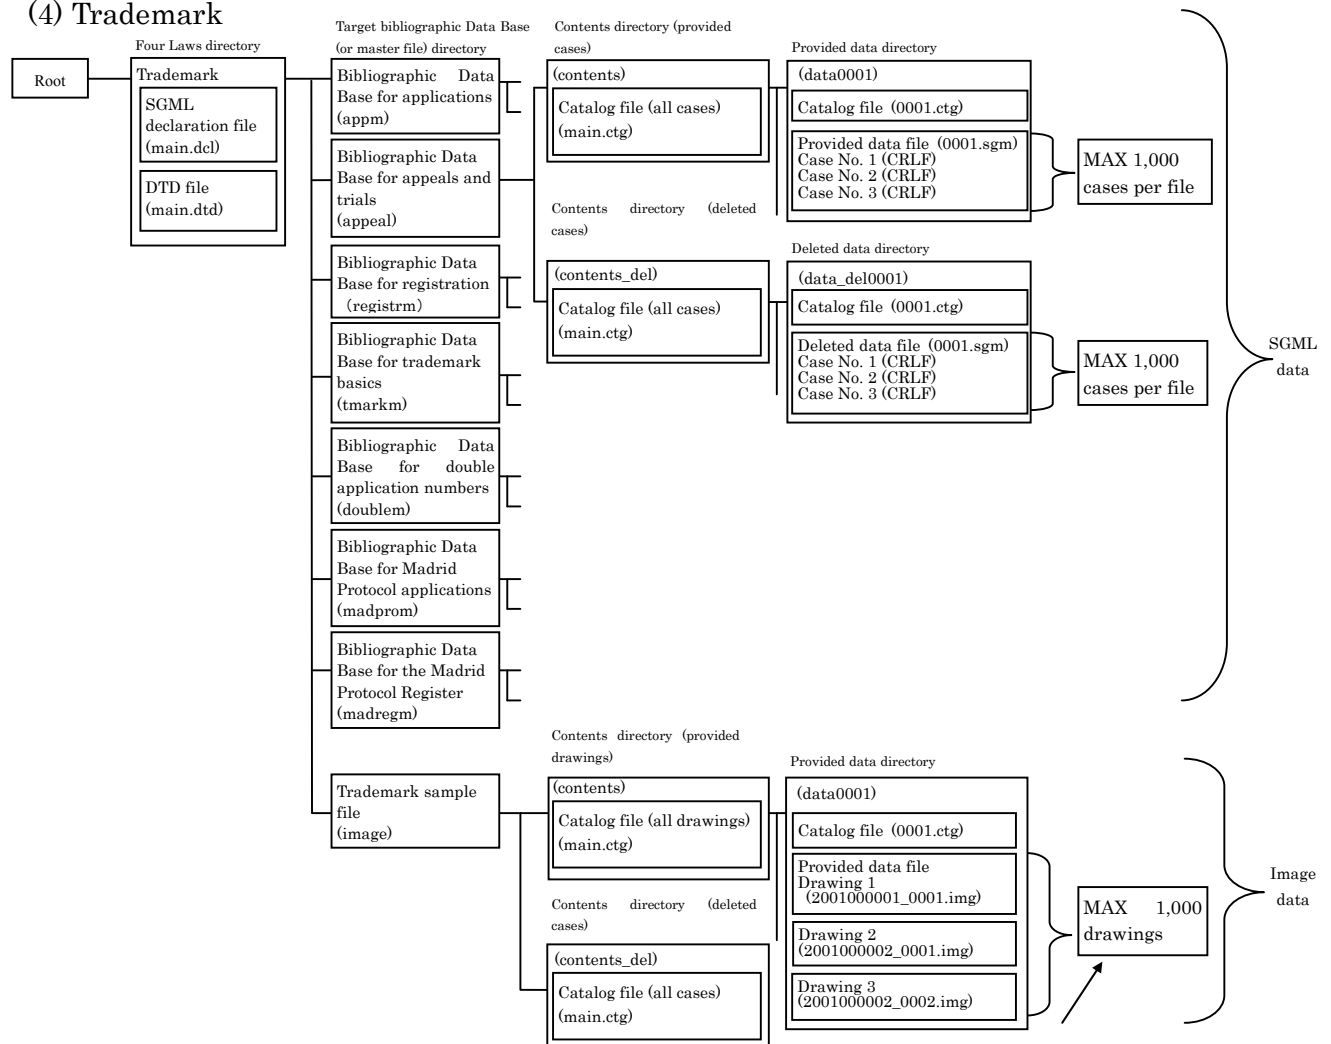 (4) Trademark
Four Laws directory
Root
Trademark
SGML
declaration file
(main.dcl)
DTD file
(main.dtd)
Target bibliographic Data Base
(or master file) directory
Bibliographic Data
Base for applications
(appm)
Bibliographic Data
Base for appeals and
trials
(appeal)
Bibliographic Data
Base for registration
（registrm）
Bibliographic Data
Base for trademark
basics
(tmarkm)
Bibliographic Data
Base for double
application numbers
(doublem)
Bibliographic Data
Base for Madrid
Protocol applications
(madprom)
Bibliographic Data
Base for the Madrid
Protocol Register
(madregm)
Trademark sample
file
(image)
Contents directory (provided
cases)
(contents)
Catalog file (all cases)
(main.ctg)
Contents directory (deleted
cases)
(contents_del)
Catalog file (all cases)
(main.ctg)
Provided data directory
(data0001)
Catalog file (0001.ctg)
Provided data file (0001.sgm)
Case No. 1 (CRLF)
Case No. 2 (CRLF)
Case No. 3 (CRLF)
MAX 1,000
cases per file
Deleted data directory
(data_del0001)
Catalog file (0001.ctg)
Deleted data file (0001.sgm)
Case No. 1 (CRLF)
Case No. 2 (CRLF)
Case No. 3 (CRLF)
MAX 1,000
cases per file
SGML
data
Contents directory (provided
drawings)
(contents)
Catalog file (all drawings)
(main.ctg)
Contents directory (deleted
cases)
(contents_del)
Catalog file (all cases)
(main.ctg)
Provided data directory
(data0001)
Catalog file (0001.ctg)
Provided data file
Drawing 1
(2001000001_0001.img)
Drawing 2
(2001000002_0001.img)
Drawing 3
(2001000002_0002.img)
MAX 1,000
drawings
Image
data